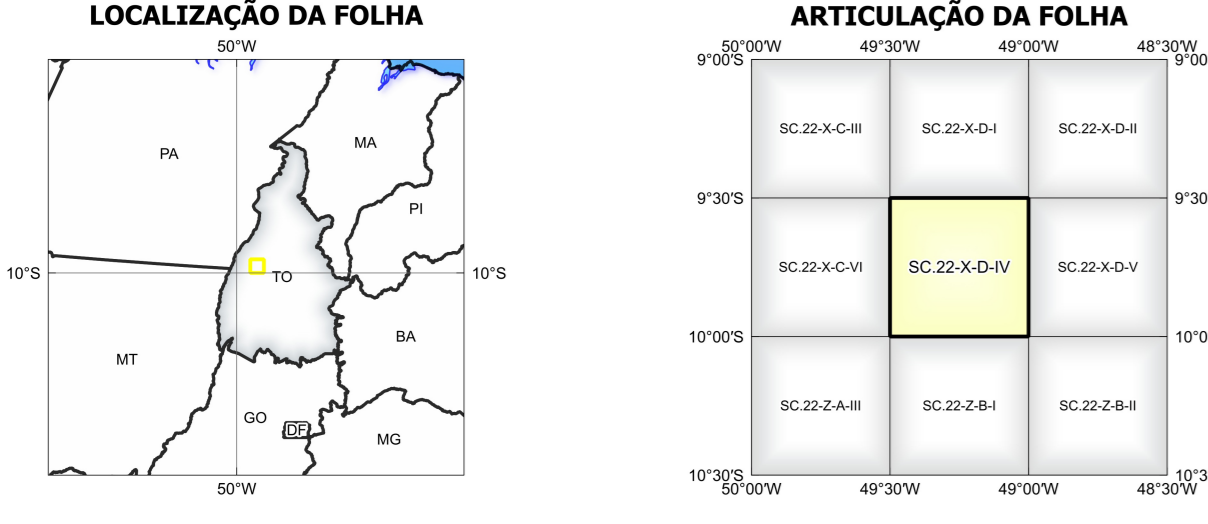 LOCALIZAÇÃO DA FOLHA
50°W
PA
MA
PI
10°S
TO
10°S
BA
MT
GO
DF
MG
50°W
ARTICULAÇÃO DA FOLHA
50°00'W 49°30'W 49°00'W 48°30'W
9°00'S 9°00
SC.22-X-C-III SC.22-X-D-I SC.22-X-D-II
9°30'S 9°30
SC.22-X-C-VI SC.22-X-D-IV SC.22-X-D-V
10°00'S 10°0
SC.22-Z-A-III SC.22-Z-B-I SC.22-Z-B-II
10°30'S 10°3
50°00'W 49°30'W 49°00'W 48°30'W